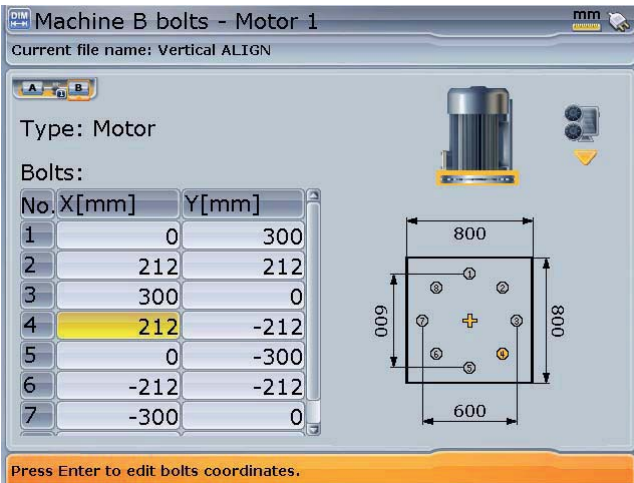 DIM Machine B bolts - Motor 1 mm
Current file name: Vertical ALIGN
A 1 B
Type: Motor
Bolts:
No. X[mm] Y[mm]
1 0 300
2 212 212
3 300 0
4 212 -212
5 0 -300
6 -212 -212
7 -300 0
800
1
8 2
600 7 3 800
6 4
5
600
Press Enter to edit bolts coordinates.